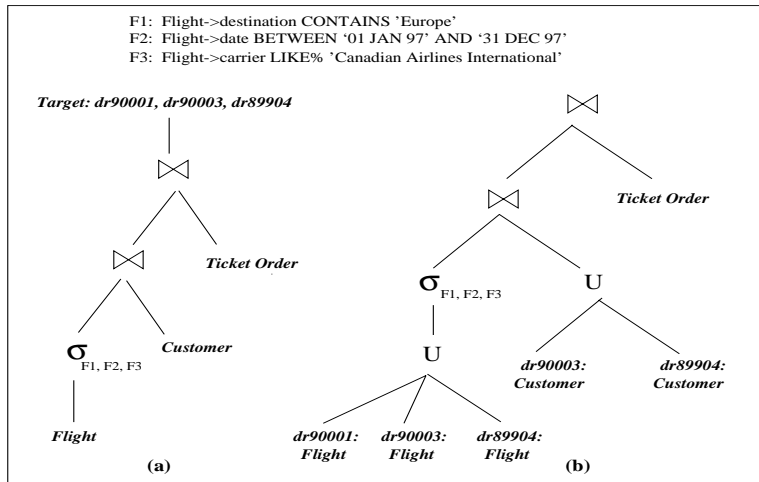 F1: Flight->destination CONTAINS 'Europe'
F2: Flight->date BETWEEN ‘01 JAN 97’ AND ‘31 DEC 97’
F3: Flight->carrier LIKE% 'Canadian Airlines International'
Target: dr90001, dr90003, dr89904
Ticket Order
Customer
σ F1, F2, F3
Flight
(a)
Ticket Order
σ F1, F2, F3
U
U
dr90003:
Customer
dr89904:
Customer
dr90001:
Flight
dr90003:
Flight
dr89904:
Flight
(b)